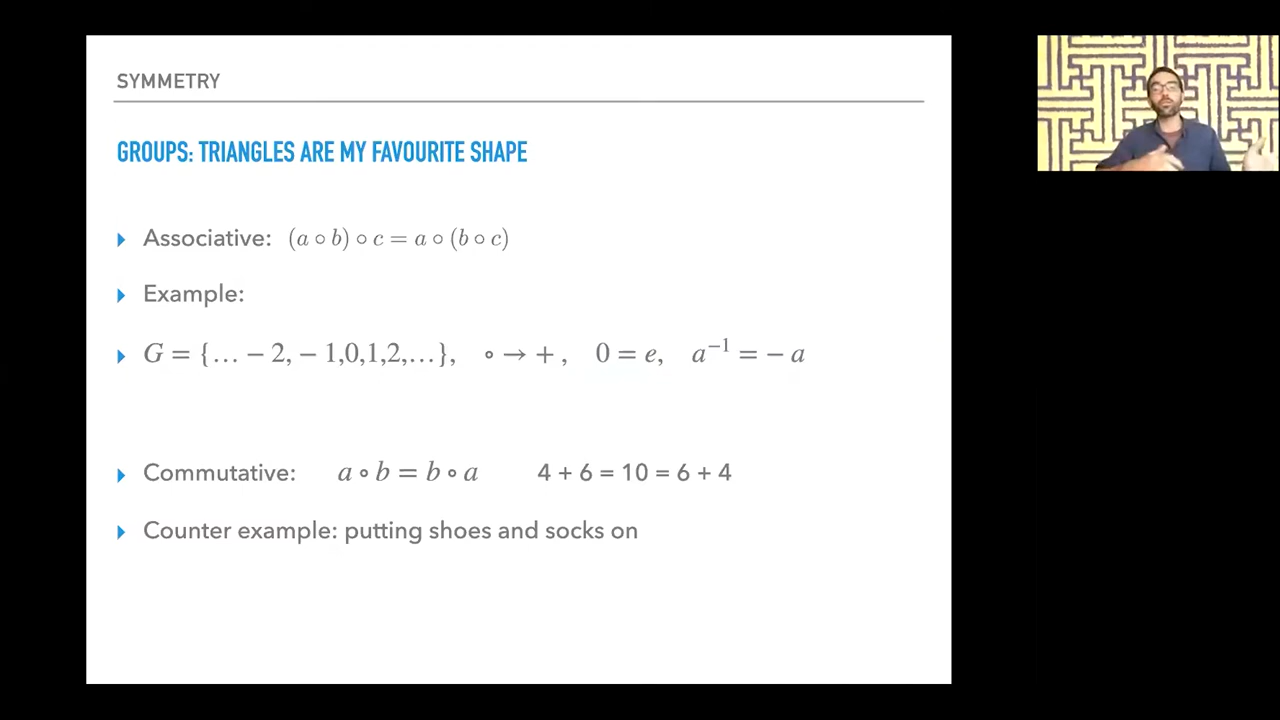 SYMMETRY
GROUPS: TRIANGLES ARE MY FAVOURITE SHAPE
Associative: (a ∘ b) ∘ c = a ∘ (b ∘ c)
Example:
G = {… − 2, − 1,0,1,2,…}, ∘ → + , 0 = e, a⁻¹ = − a
Commutative: a ∘ b = b ∘ a 4 + 6 = 10 = 6 + 4
Counter example: putting shoes and socks on